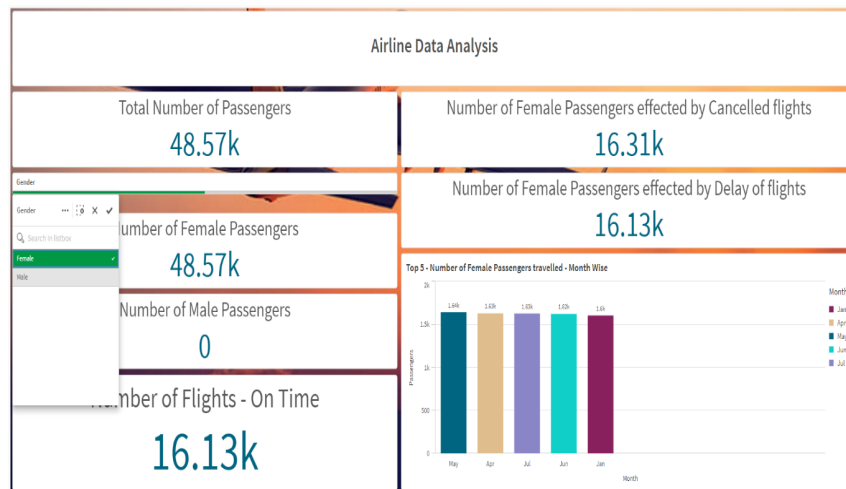 Airline Data Analysis
Total Number of Passengers
48.57k
Number of Female Passengers effected by Cancelled flights
16.31k
Gender
Number of Female Passengers effected by Delay of flights
16.13k
Gender
Search in listbox
Female
Male
umber of Female Passengers
48.57k
Number of Male Passengers
0
mber of Flights - On Time
16.13k
Top 5 - Number of Female Passengers travelled - Month Wise
Passengers
2k
1.5k
1k
500
0
1.64k
1.63k
1.63k
1.62k
1.6k
May
Apr
Jul
Jun
Jan
Month
Month
Jan
Apr
May
Jun
Jul